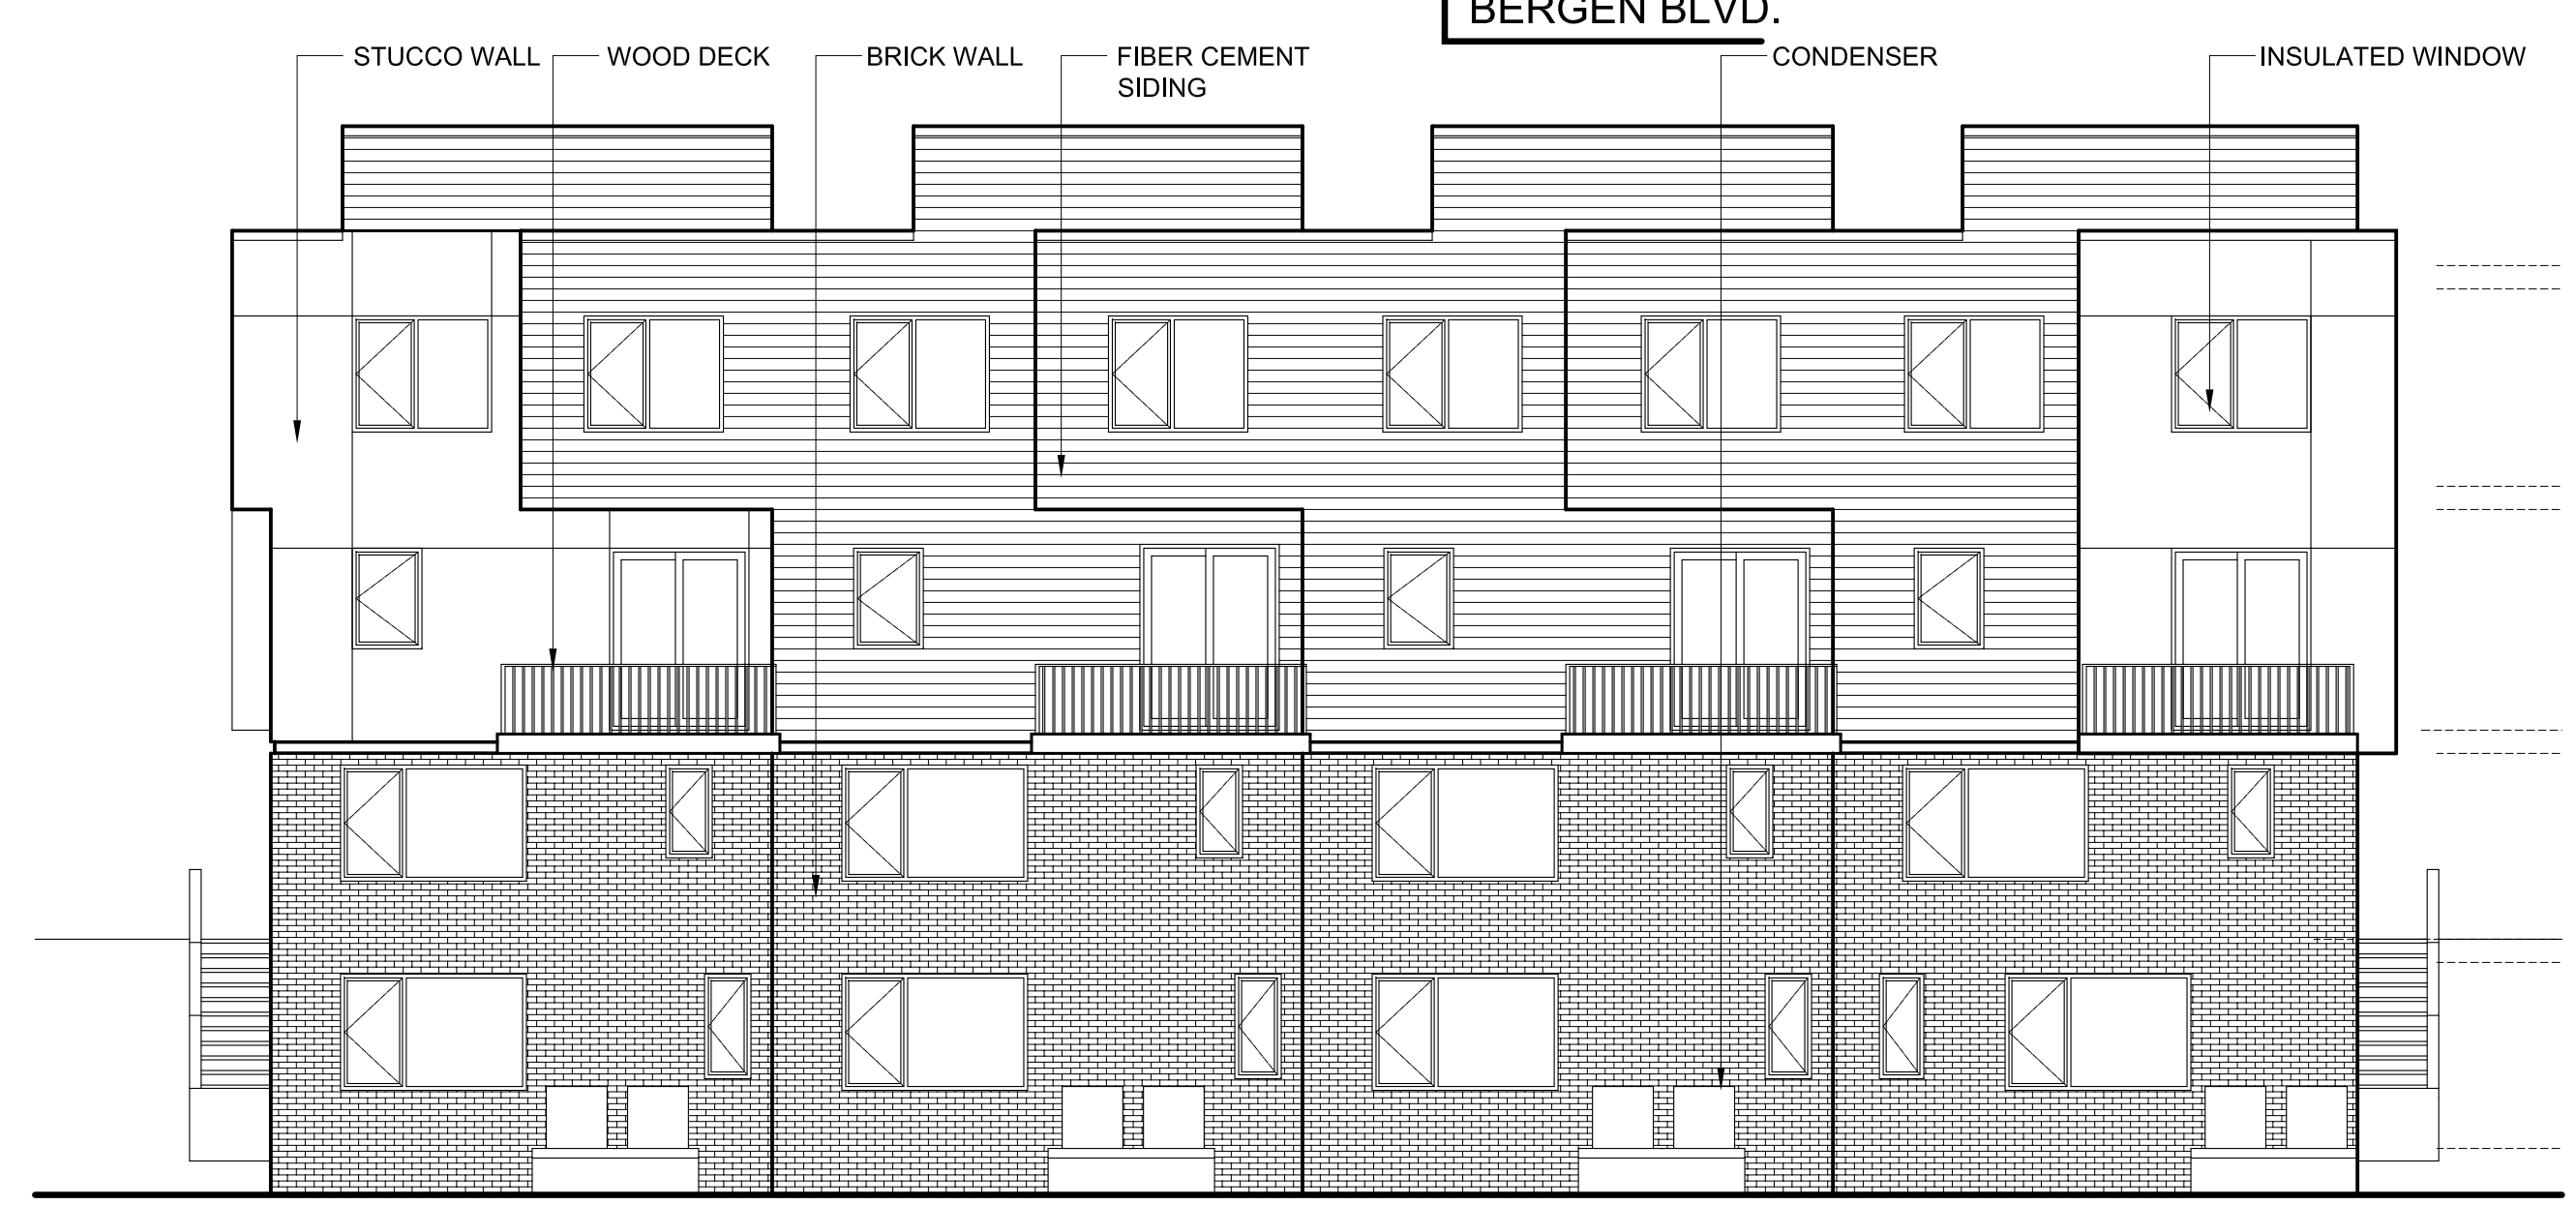 BERGEN BLVD.
STUCCO WALL
WOOD DECK
BRICK WALL
FIBER CEMENT
SIDING
CONDENSER
INSULATED WINDOW